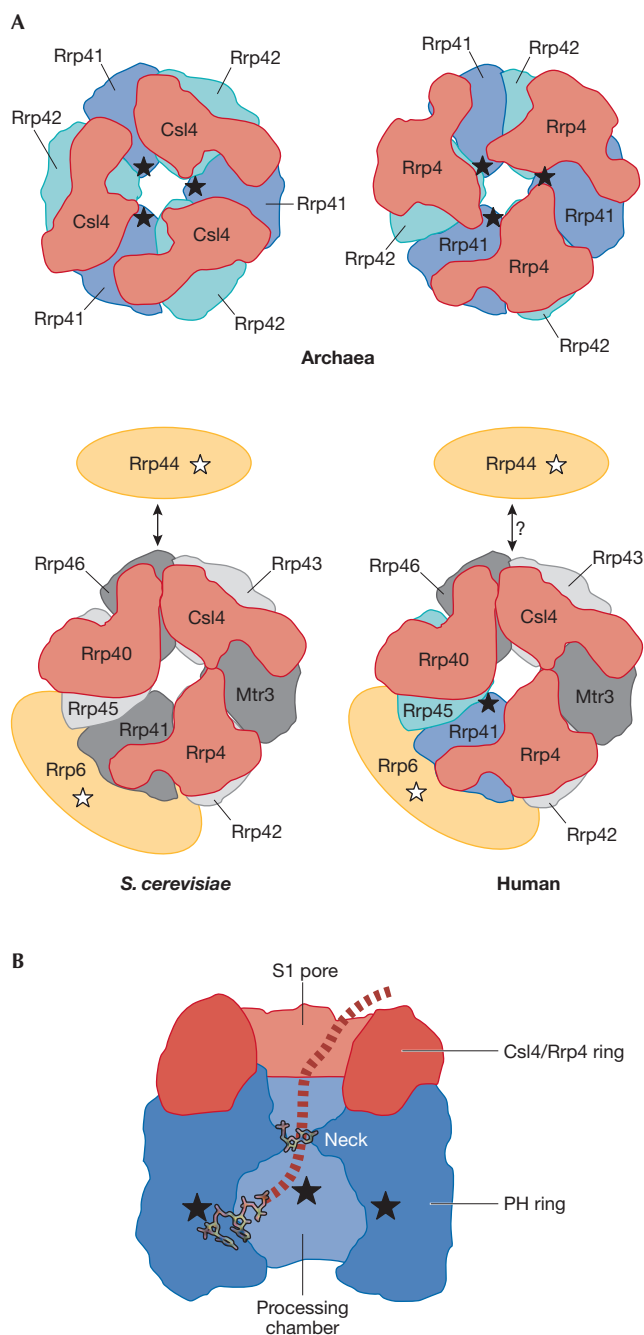 A
Rrp41
Rrp42
Rrp42
Csl4
Csl4
Csl4
Rrp41
Rrp41
Rrp42
Rrp41
Rrp42
Rrp4
Rrp4
Rrp42
Rrp41
Rrp41
Rrp4
Rrp42
Archaea
Rrp44
Rrp46
Rrp43
Csl4
Rrp40
Mtr3
Rrp45
Rrp41
Rrp4
Rrp6
Rrp42
S. cerevisiae
Rrp44
?
Rrp46
Rrp43
Csl4
Rrp40
Mtr3
Rrp45
Rrp41
Rrp4
Rrp6
Rrp42
Human
B
S1 pore
Csl4/Rrp4 ring
Neck
PH ring
Processing
chamber